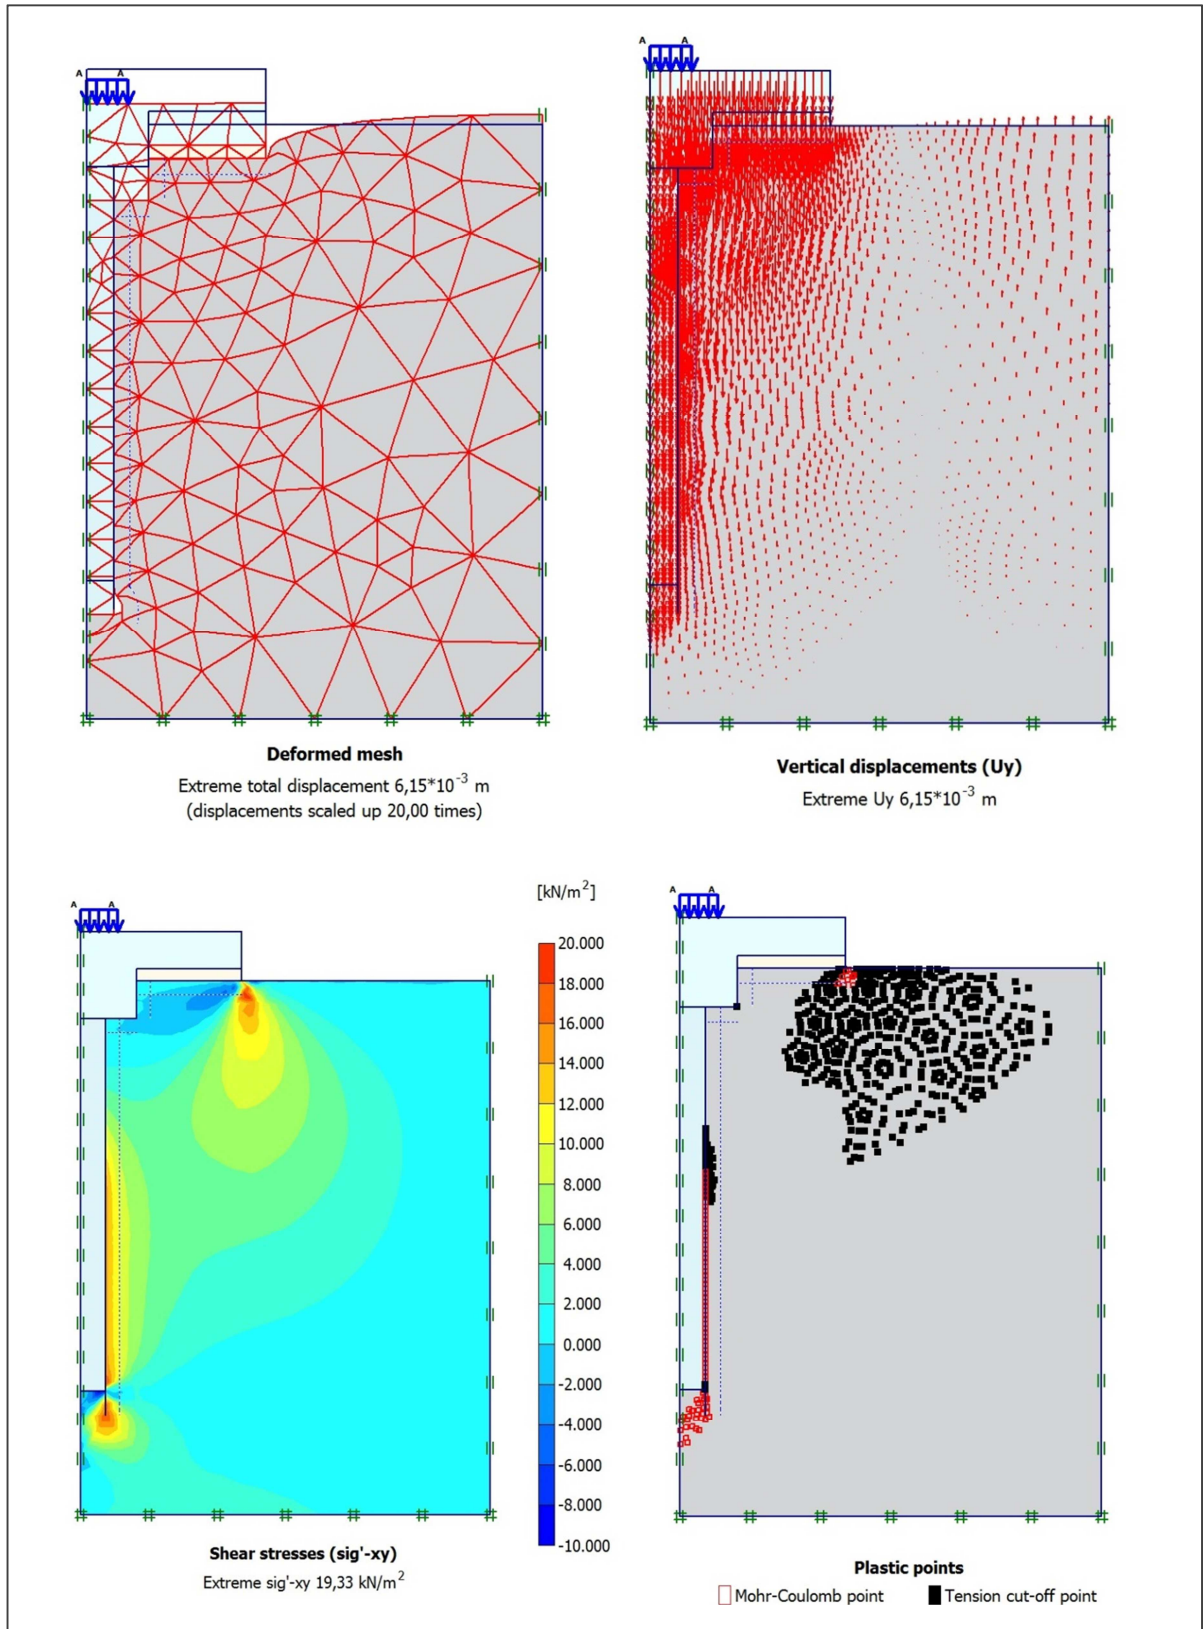 A A
A A
Deformed mesh
Extreme total displacement 6,15*10⁻³ m
(displacements scaled up 20,00 times)
Vertical displacements (Uy)
Extreme Uy 6,15*10⁻³ m
A A
[kN/m²]
A A
20.000
18.000
16.000
14.000
12.000
10.000
8.000
6.000
4.000
2.000
0.000
-2.000
-4.000
-6.000
-8.000
-10.000
Shear stresses (sig'-xy)
Extreme sig'-xy 19,33 kN/m²
Plastic points
Mohr-Coulomb point Tension cut-off point